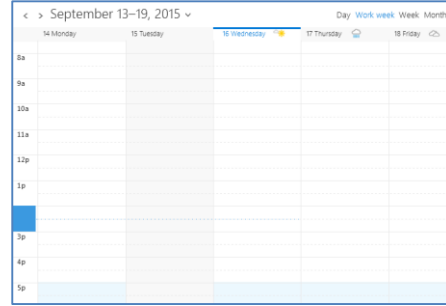 < > September 13–19, 2015 Day Work week Week Month
14 Monday 15 Tuesday 16 Wednesday 17 Thursday 18 Friday
8a
9a
10a
11a
12p
1p
3p
4p
5p